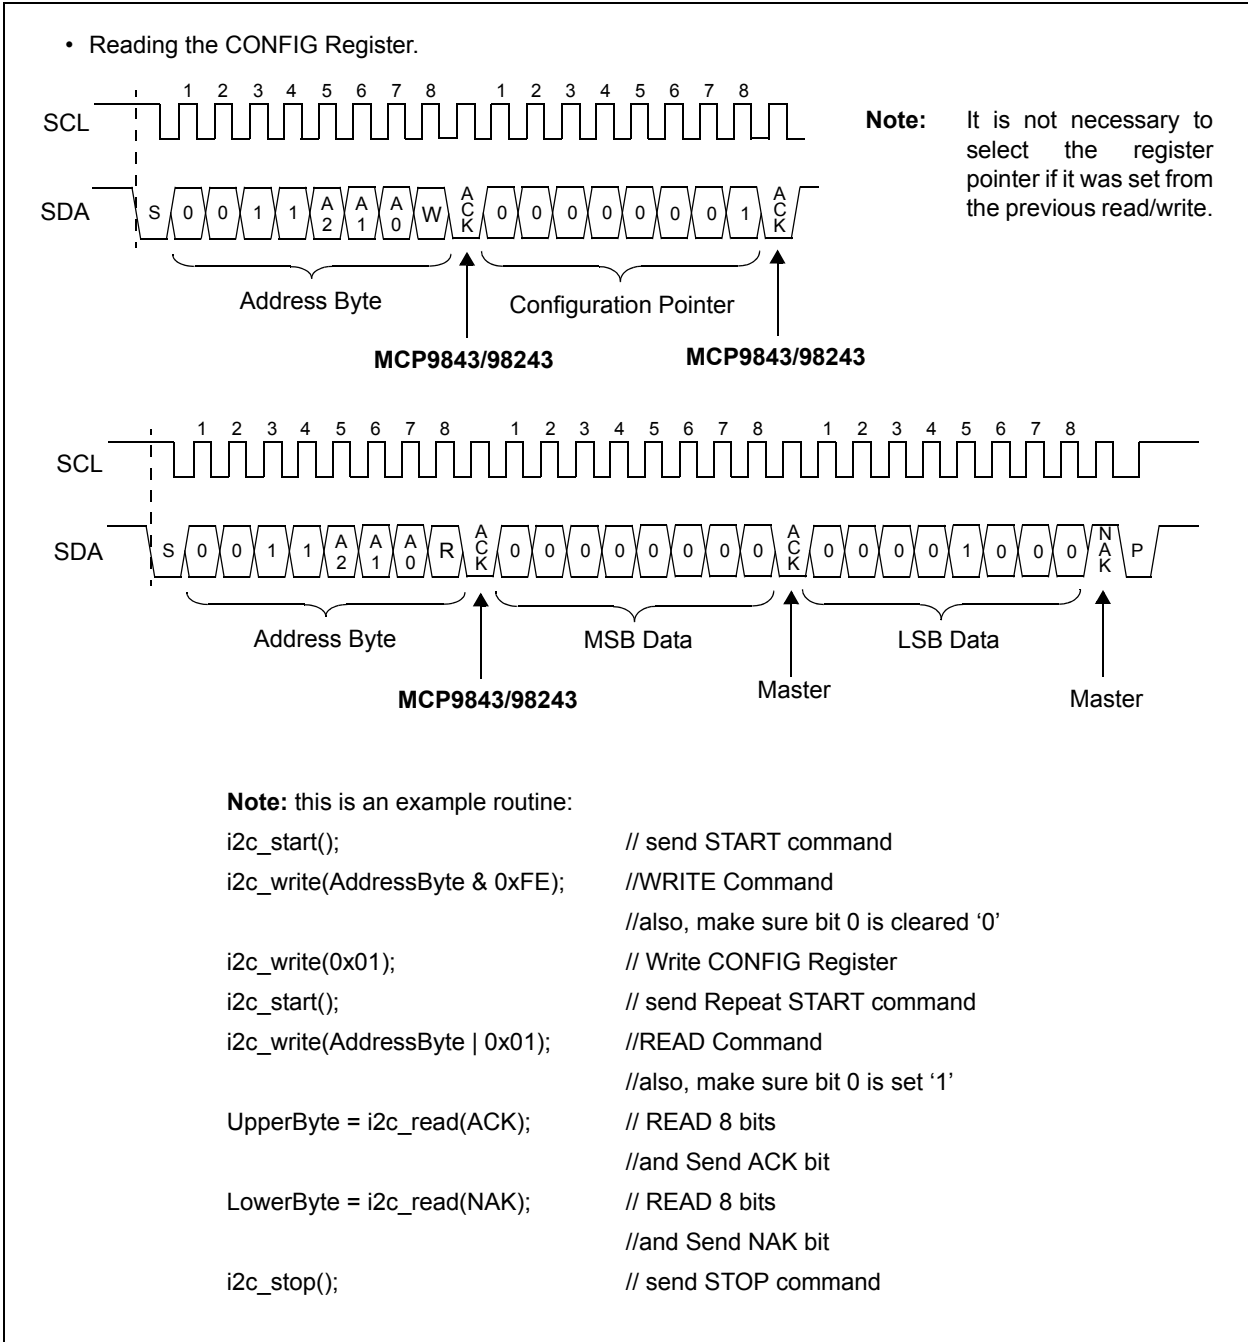 • Reading the CONFIG Register.
1 2 3 4 5 6 7 8 1 2 3 4 5 6 7 8
SCL
SDA
S 0 0 1 1 A2 A1 A0 W ACK 0 0 0 0 0 0 0 1 ACK
Address Byte
Configuration Pointer
MCP9843/98243
MCP9843/98243
Note: It is not necessary to
select the register
pointer if it was set from
the previous read/write.
1 2 3 4 5 6 7 8 1 2 3 4 5 6 7 8 1 2 3 4 5 6 7 8
SCL
SDA
S 0 0 1 1 A2 A1 A0 R ACK 0 0 0 0 0 0 0 0 ACK 0 0 0 0 1 0 0 0 NAK P
Address Byte
MSB Data
LSB Data
MCP9843/98243
Master
Master
Note: this is an example routine:
i2c_start(); // send START command
i2c_write(AddressByte & 0xFE); //WRITE Command
//also, make sure bit 0 is cleared ‘0’
i2c_write(0x01); // Write CONFIG Register
i2c_start(); // send Repeat START command
i2c_write(AddressByte | 0x01); //READ Command
//also, make sure bit 0 is set ‘1’
UpperByte = i2c_read(ACK); // READ 8 bits
//and Send ACK bit
LowerByte = i2c_read(NAK); // READ 8 bits
//and Send NAK bit
i2c_stop(); // send STOP command